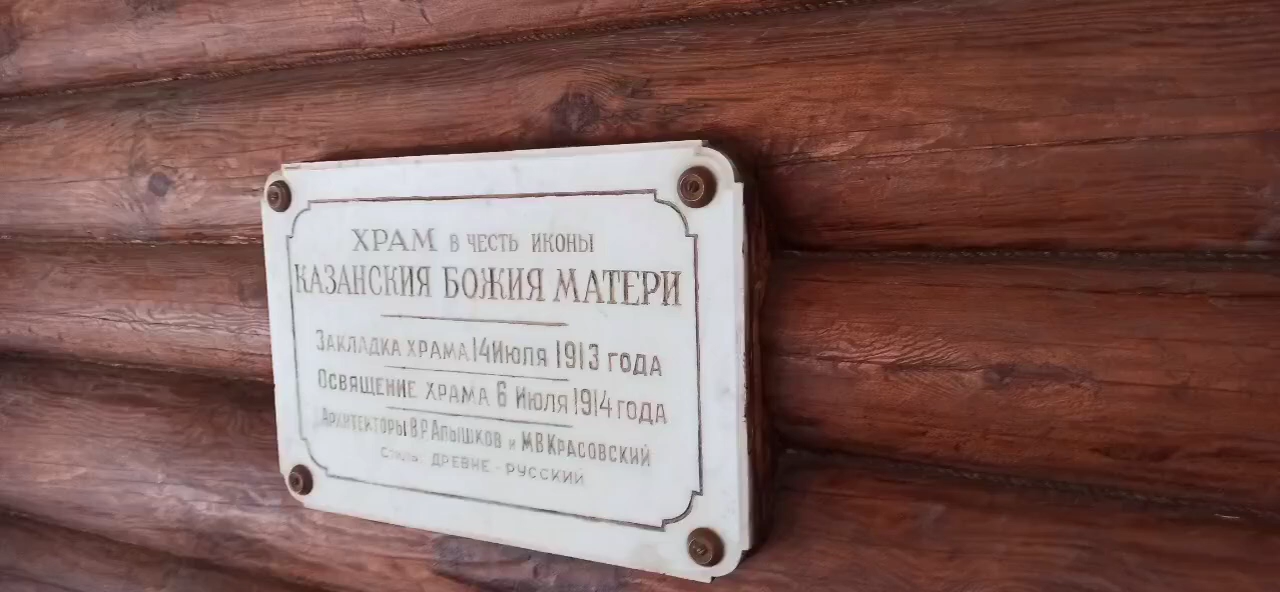 ХРАМ В ЧЕСТЬ ИКОНЫ
КАЗАНСКИЯ БОЖИЯ МАТЕРИ
ЗАКЛАДКА ХРАМА 14 ИЮЛЯ 1913 ГОДА
ОСВЯЩЕНИЕ ХРАМА 6 ИЮЛЯ 1914 ГОДА
АРХИТЕКТОРЫ В.Р АПЫШКОВ И М.В КРАСОВСКИЙ
СТИЛЬ: ДРЕВНЕ-РУССКИЙ